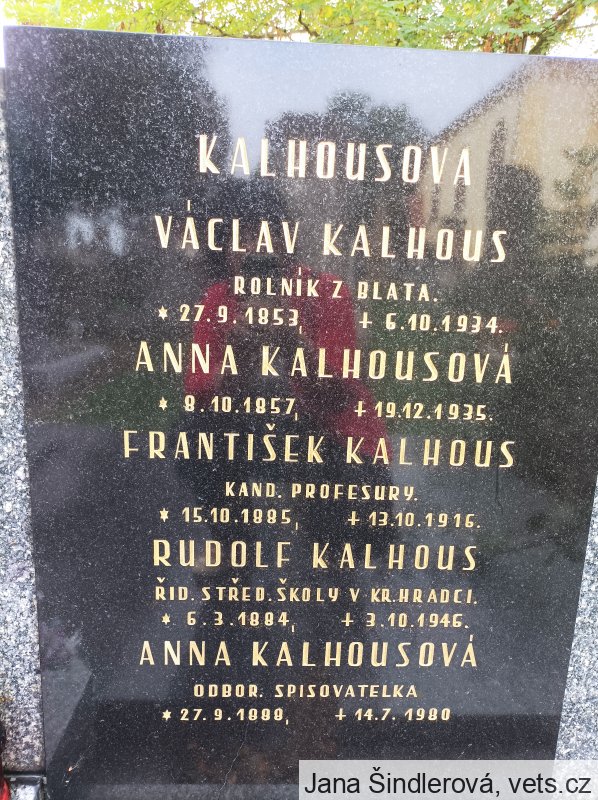 KALHOUSOVA
VÁCLAV KALHOUS
ROLNÍK Z BLATA.
* 27.9.1853, + 6.10.1934.
ANNA KALHOUSOVÁ
* 8.10.1857, + 19.12.1935.
FRANTIŠEK KALHOUS
KAND. PROFESURY.
* 15.10.1885, + 13.10.1916.
RUDOLF KALHOUS
ŘID. STŘED. ŠKOLY V KR. HRADCI.
* 6.3.1884, + 3.10.1946.
ANNA KALHOUSOVÁ
ODBOR. SPISOVATELKA
* 27.9.1888, + 14.7.1980
Jana Šindlerová, vets.cz